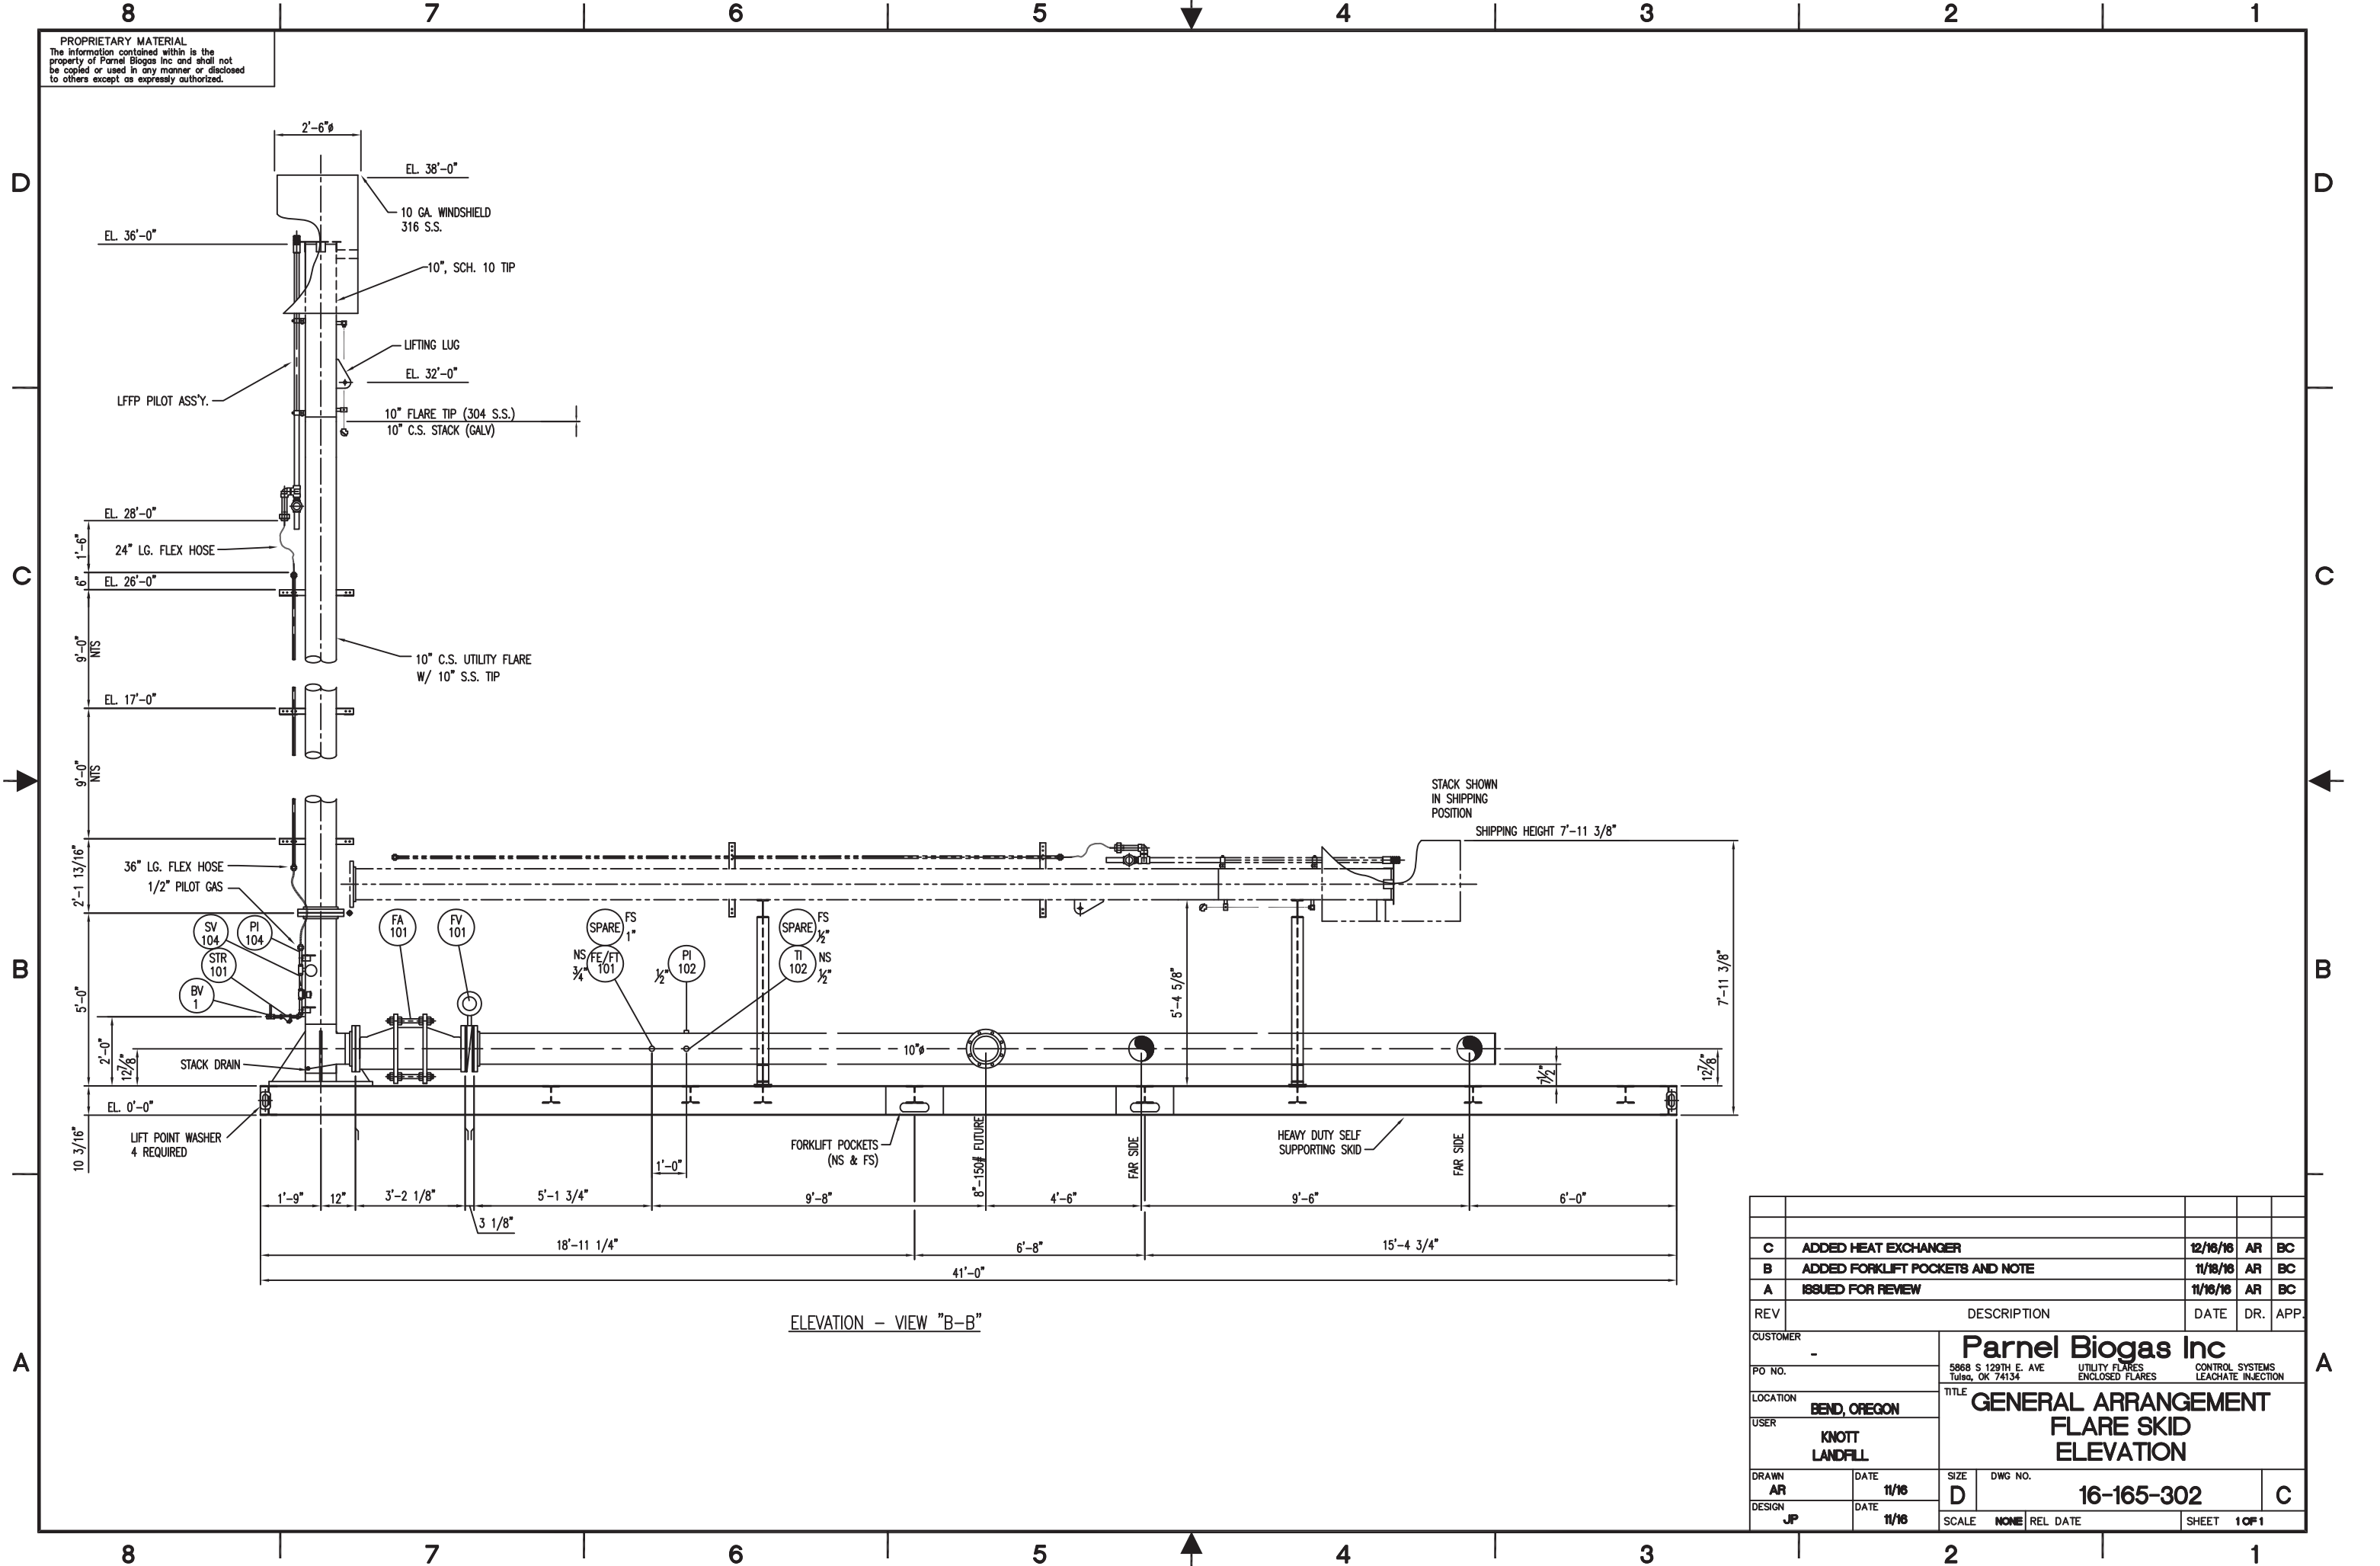 8 7 6 5 4 3 2 1
PROPRIETARY MATERIAL
The information contained within is the
property of Parnel Biogas Inc and shall not
be copied or used in any manner or disclosed
to others except as expressly authorized.
D
D
2'-6"ø
EL. 38'-0"
10 GA. WINDSHIELD
316 S.S.
EL. 36'-0"
10", SCH. 10 TIP
LIFTING LUG
EL. 32'-0"
LFFP PILOT ASS'Y.
10" FLARE TIP (304 S.S.)
10" C.S. STACK (GALV)
EL. 28'-0"
1'-6"
24" LG. FLEX HOSE
C
C
6"
EL. 26'-0"
9'-0"
NTS
10" C.S. UTILITY FLARE
W/ 10" S.S. TIP
EL. 17'-0"
9'-0"
NTS
STACK SHOWN
IN SHIPPING
POSITION
SHIPPING HEIGHT 7'-11 3/8"
2'-1 13/16"
36" LG. FLEX HOSE
1/2" PILOT GAS
SV
104
PI
104
STR
101
BV
1
FA
101
FV
101
SPARE
FS
1"
NS
3/4"
FE/FT
101
1/2"
PI
102
SPARE
FS
1/2"
TI
102
NS
1/2"
B
B
5'-0"
2'-0"
12 7/8"
STACK DRAIN
10"ø
5'-4 5/8"
7'-11 3/8"
7 1/2"
12 7/8"
EL. 0'-0"
10 3/16"
LIFT POINT WASHER
4 REQUIRED
FORKLIFT POCKETS
(NS & FS)
8"-150# FUTURE
FAR SIDE
HEAVY DUTY SELF
SUPPORTING SKID
FAR SIDE
1'-0"
1'-9"
12"
3'-2 1/8"
5'-1 3/4"
9'-8"
4'-6"
9'-6"
6'-0"
3 1/8"
18'-11 1/4"
6'-8"
15'-4 3/4"
41'-0"
ELEVATION - VIEW "B-B"
C ADDED HEAT EXCHANGER 12/16/16 AR BC
B ADDED FORKLIFT POCKETS AND NOTE 11/18/16 AR BC
A ISSUED FOR REVIEW 11/16/16 AR BC
REV DESCRIPTION DATE DR. APP.
A
A
CUSTOMER
-
PO NO.
LOCATION
BEND, OREGON
USER
KNOTT
LANDFILL
Parnel Biogas Inc
5868 S 129TH E. AVE UTILITY FLARES CONTROL SYSTEMS
Tulsa, OK 74134 ENCLOSED FLARES LEACHATE INJECTION
TITLE
GENERAL ARRANGEMENT
FLARE SKID
ELEVATION
DRAWN
AR
DATE
11/16
DESIGN
JP
DATE
11/16
SIZE
D
DWG NO.
16-165-302
C
SCALE NONE REL DATE SHEET 1 OF 1
8 7 6 5 4 3 2 1